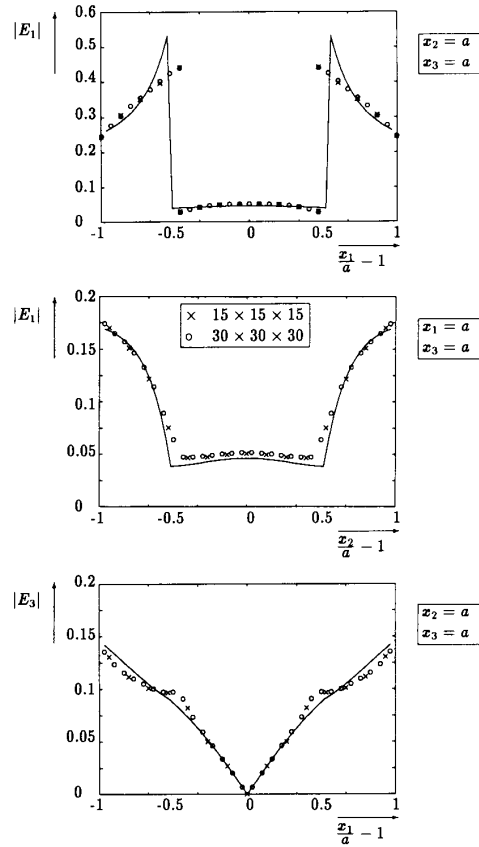 |E₁|
0.6
0.5
0.4
0.3
0.2
0.1
0
-1 -0.5 0 0.5 1
x₁/a − 1
x₂ = a
x₃ = a
|E₁|
0.2
0.15
0.1
0.05
0
× 15 × 15 × 15
o 30 × 30 × 30
-1 -0.5 0 0.5 1
x₂/a − 1
x₁ = a
x₃ = a
|E₃|
0.2
0.15
0.1
0.05
0
-1 -0.5 0 0.5 1
x₁/a − 1
x₂ = a
x₃ = a